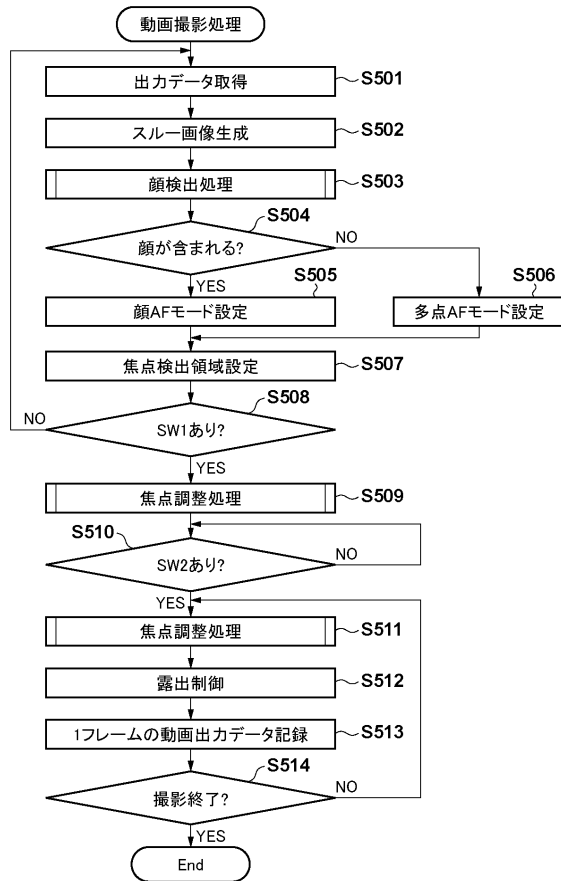 動画撮影処理
出力データ取得
S501
スルー画像生成
S502
顔検出処理
S503
S504
顔が含まれる?
NO
YES
S505
S506
顔AFモード設定
多点AFモード設定
焦点検出領域設定
S507
S508
NO
SW1あり?
YES
焦点調整処理
S509
S510
SW2あり?
NO
YES
焦点調整処理
S511
露出制御
S512
1フレームの動画出力データ記録
S513
S514
撮影終了?
NO
YES
End